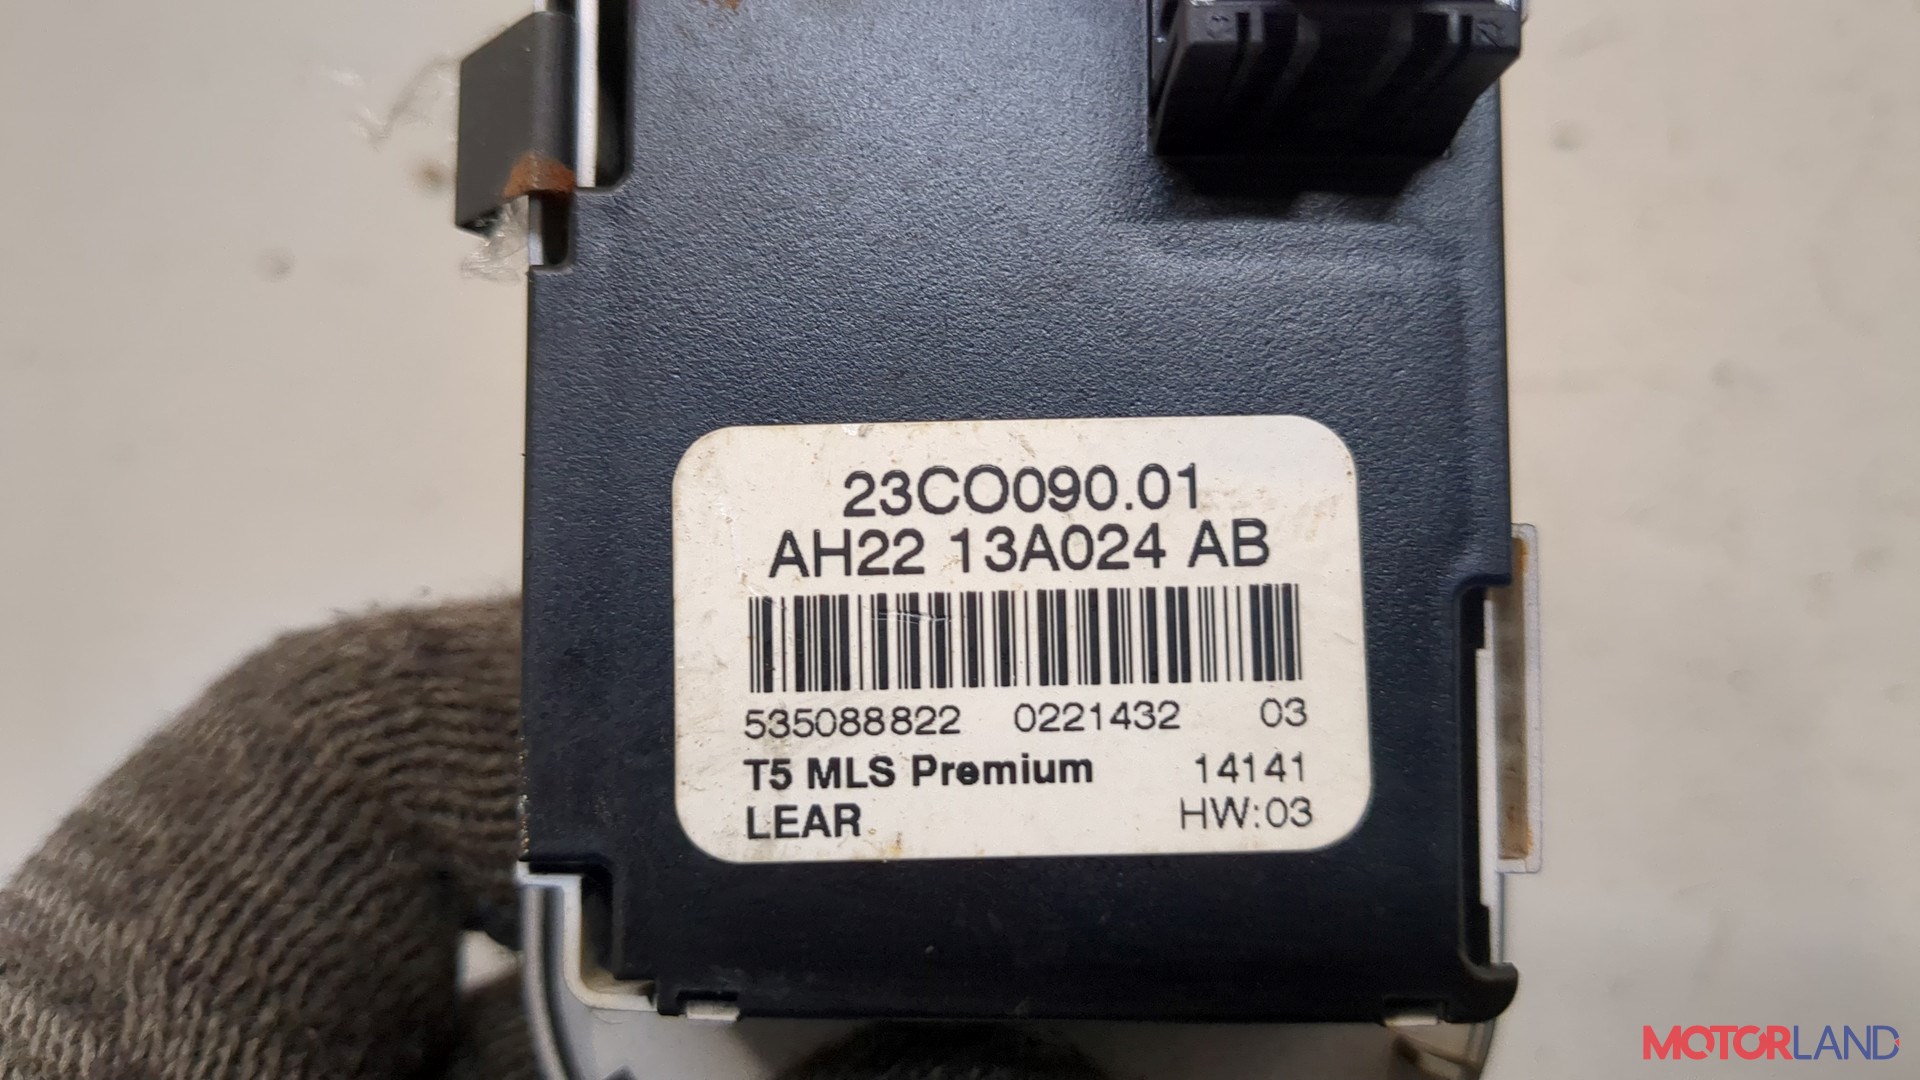 23CO090.01
AH22 13A024 AB
535088822 0221432 03
T5 MLS Premium 14141
LEAR HW:03
MOTORLAND